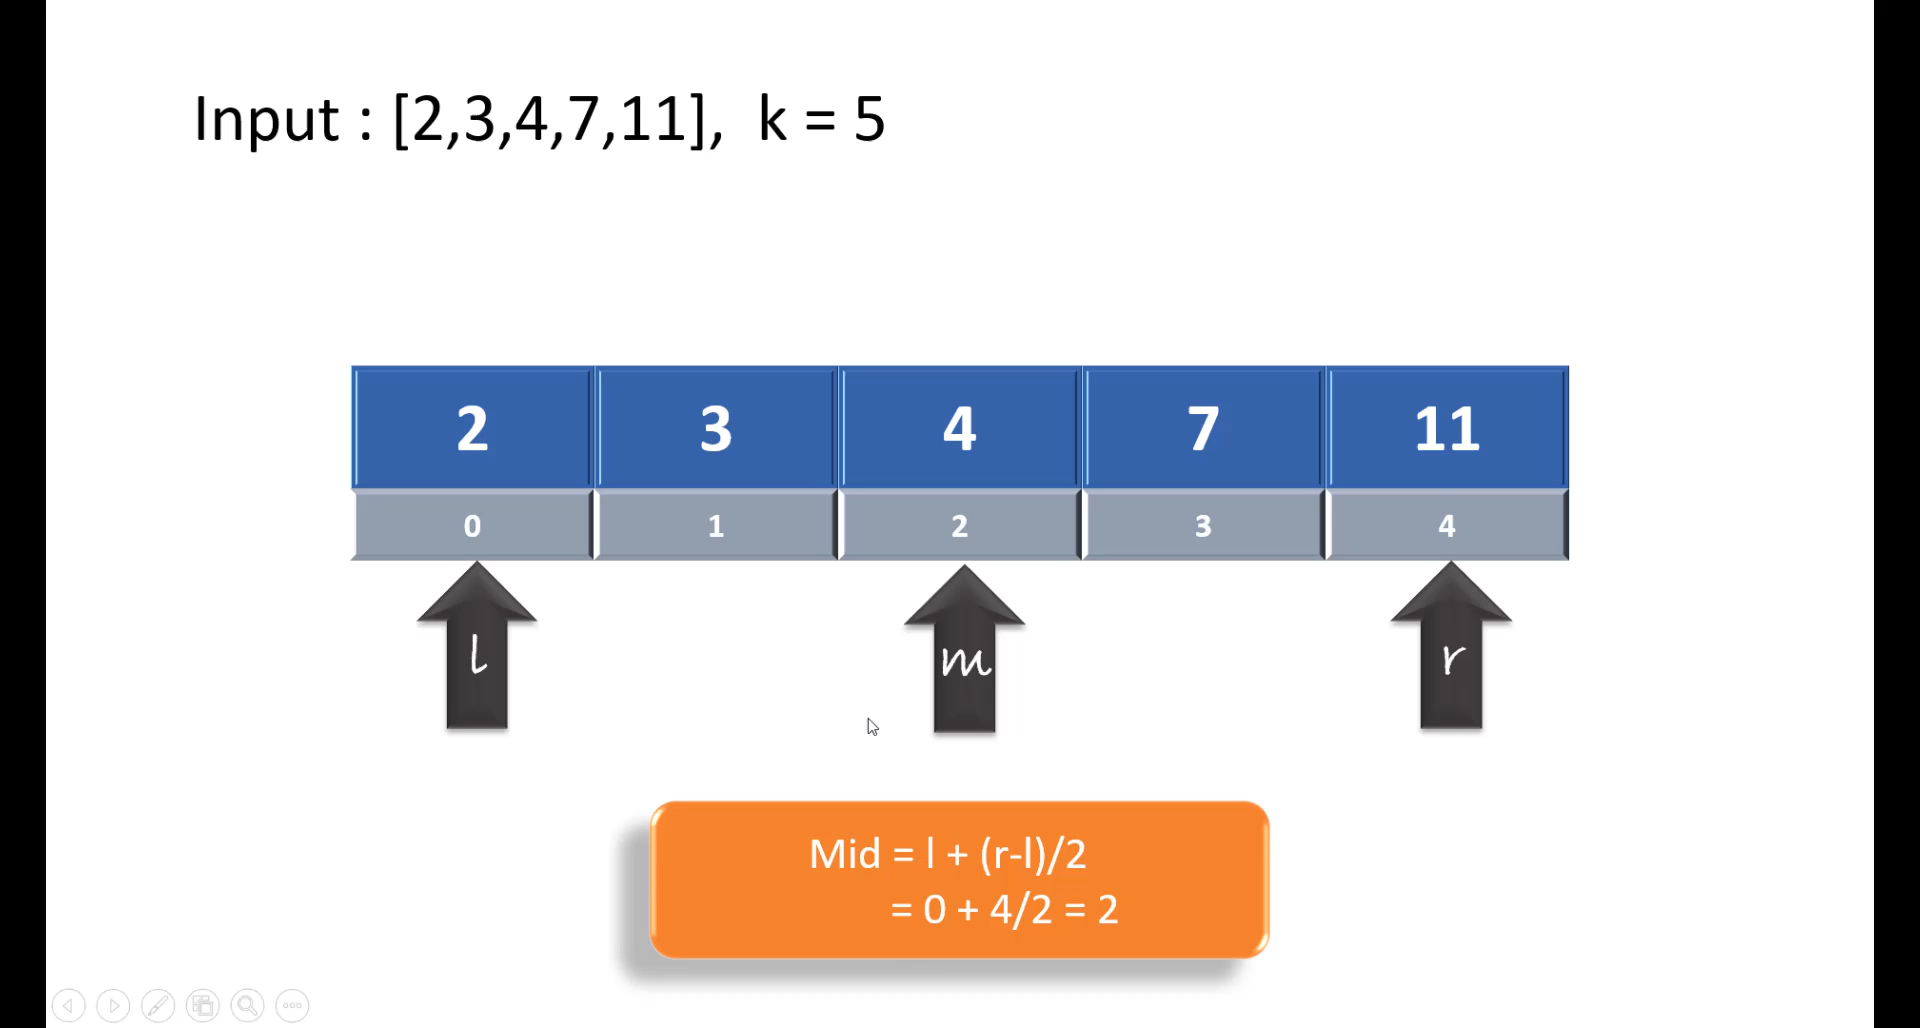 Input : [2,3,4,7,11],  k = 5
2 3 4 7 11
0 1 2 3 4
l m r
Mid = l + (r-l)/2
= 0 + 4/2 = 2